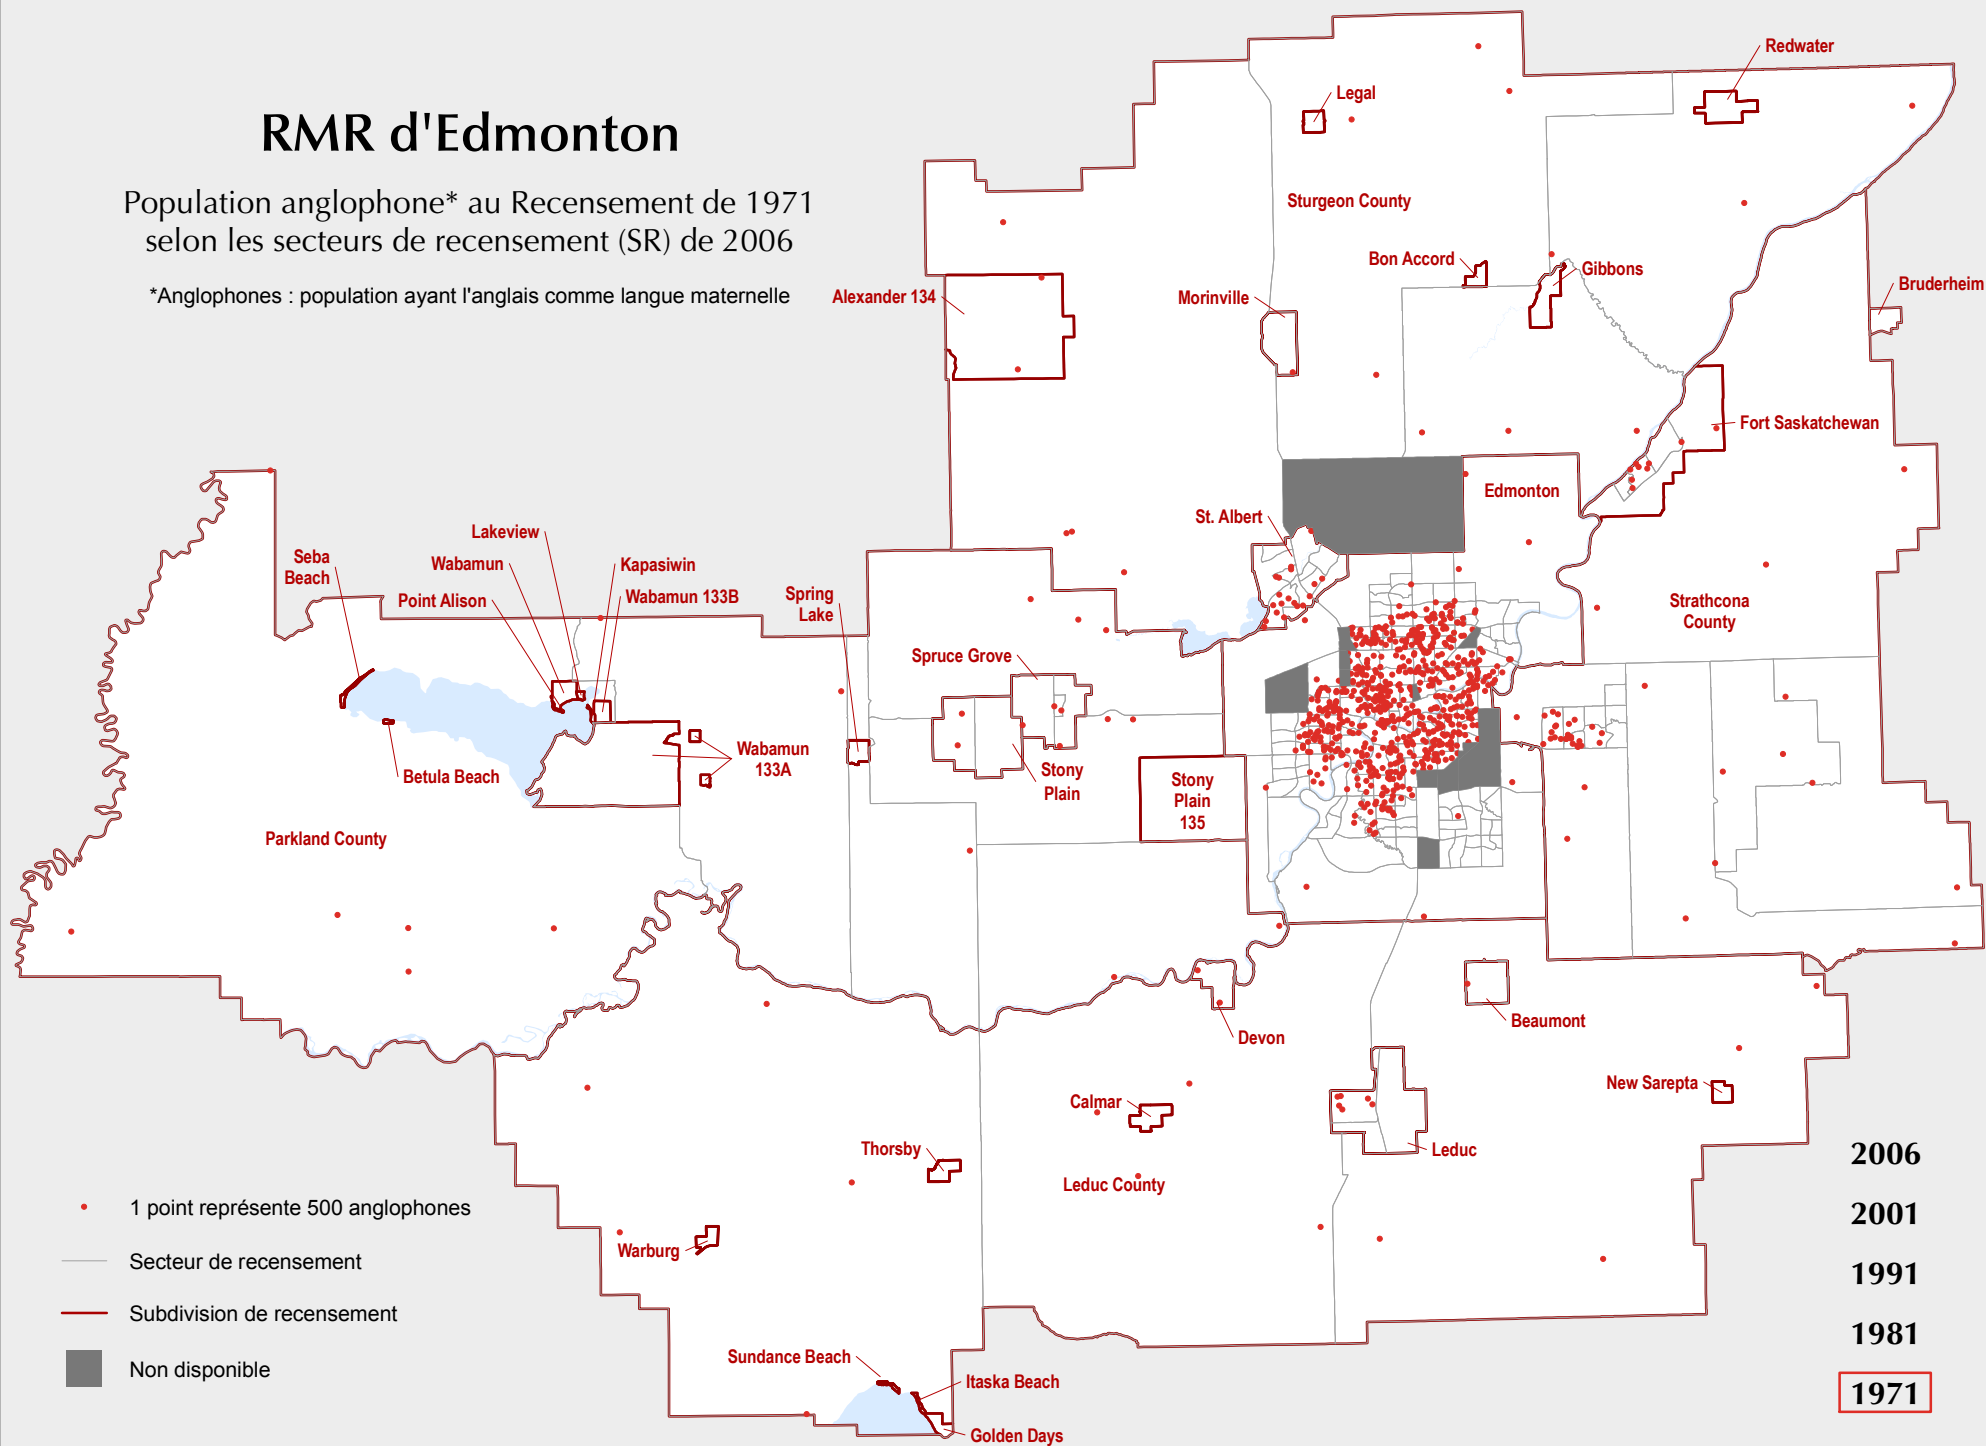 RMR d'Edmonton
Population anglophone* au Recensement de 1971
selon les secteurs de recensement (SR) de 2006
*Anglophones : population ayant l'anglais comme langue maternelle
Redwater
Legal
Sturgeon County
Bon Accord
Gibbons
Bruderheim
Alexander 134
Morinville
Fort Saskatchewan
Edmonton
St. Albert
Lakeview
Seba
Beach
Wabamun
Kapasiwin
Point Alison
Wabamun 133B
Spring
Lake
Strathcona
County
Spruce Grove
Wabamun
133A
Betula Beach
Stony
Plain
Stony
Plain
135
Parkland County
Beaumont
Devon
New Sarepta
Calmar
Thorsby
Leduc
Leduc County
Warburg
Sundance Beach
Itaska Beach
Golden Days
1 point représente 500 anglophones
Secteur de recensement
Subdivision de recensement
Non disponible
2006
2001
1991
1981
1971